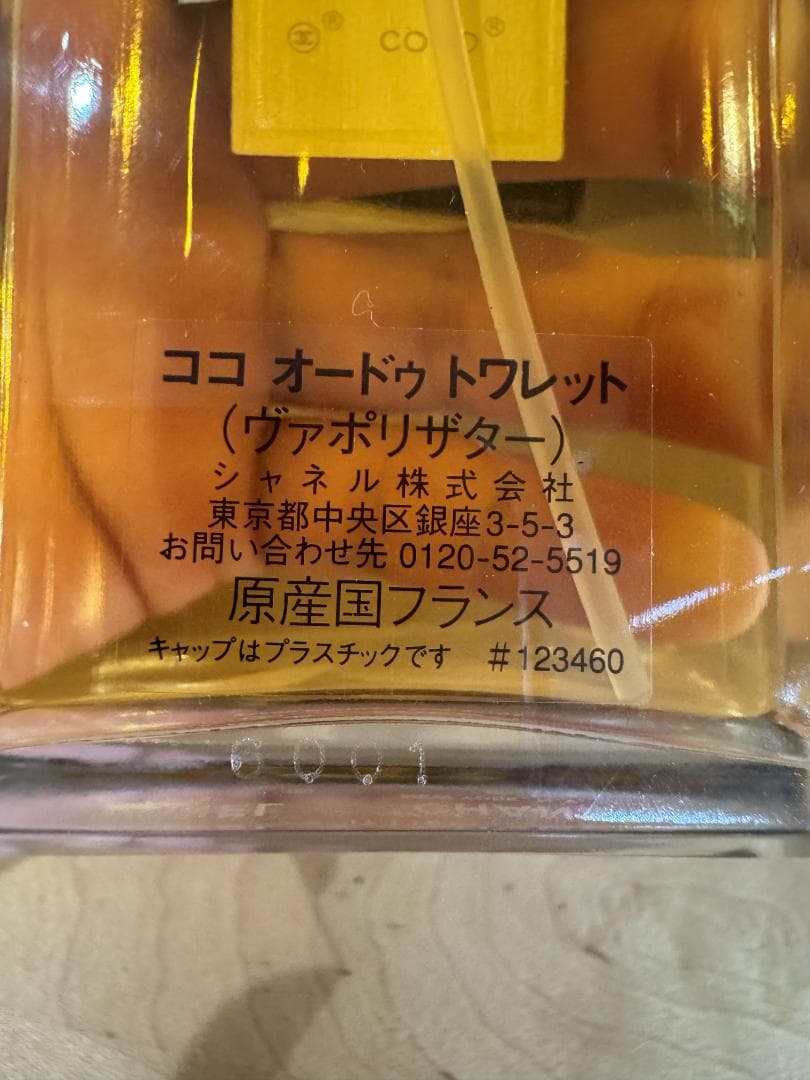 ココ オードゥ トワレット
(ヴァポリザター)
シャネル株式会社
東京都中央区銀座3-5-3
お問い合わせ先 0120-52-5519
原産国フランス
キャップはプラスチックです #123460
6001